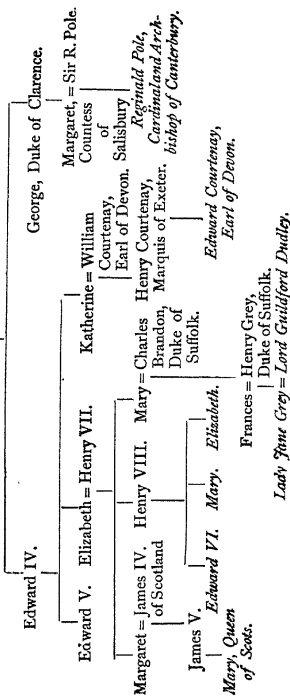 Edward IV.
George, Duke of Clarence.
Edward V.
Elizabeth = Henry VII.
Katherine = William
Courtenay,
Earl of Devon.
Margaret, = Sir R. Pole.
Countess
of
Salisbury
Margaret = James IV.
of Scotland
Henry VIII.
Mary = Charles
Brandon,
Duke of
Suffolk.
Henry Courtenay,
Marquis of Exeter.
Reginald Pole,
Cardinal and Arch-
bishop of Canterbury.
James V.
Edward VI.
Mary.
Elizabeth.
Frances = Henry Grey,
Duke of Suffolk.
Edward Courtenay,
Earl of Devon.
Mary, Queen
of Scots.
Lady Jane Grey = Lord Guildford Dudley.